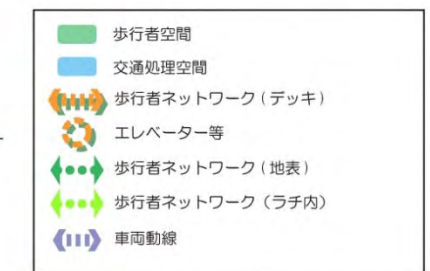 歩行者空間
交通処理空間
歩行者ネットワーク(デッキ)
エレベーター等
歩行者ネットワーク(地表)
歩行者ネットワーク（ラチ内）
車両動線